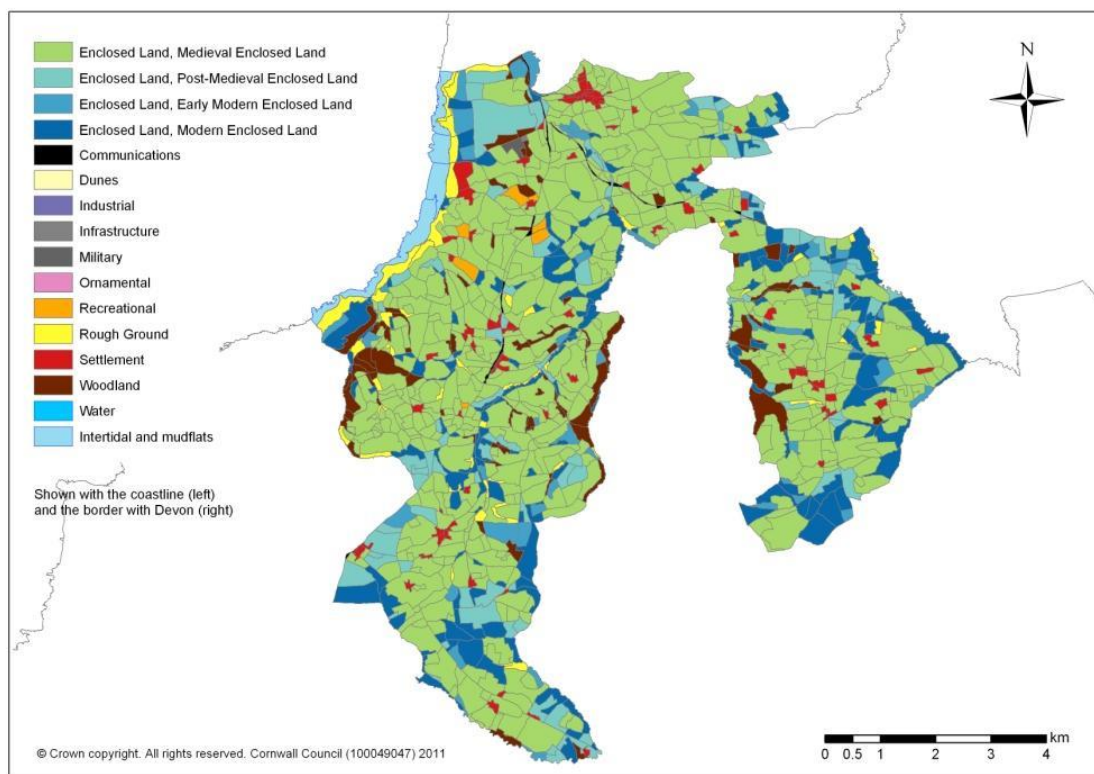 Enclosed Land, Medieval Enclosed Land
Enclosed Land, Post-Medieval Enclosed Land
Enclosed Land, Early Modern Enclosed Land
Enclosed Land, Modern Enclosed Land
Communications
Dunes
Industrial
Infrastructure
Military
Ornamental
Recreational
Rough Ground
Settlement
Woodland
Water
Intertidal and mudflats
Shown with the coastline (left)
and the border with Devon (right)
N
km
0 0.5 1 2 3 4
© Crown copyright. All rights reserved. Cornwall Council (100049047) 2011